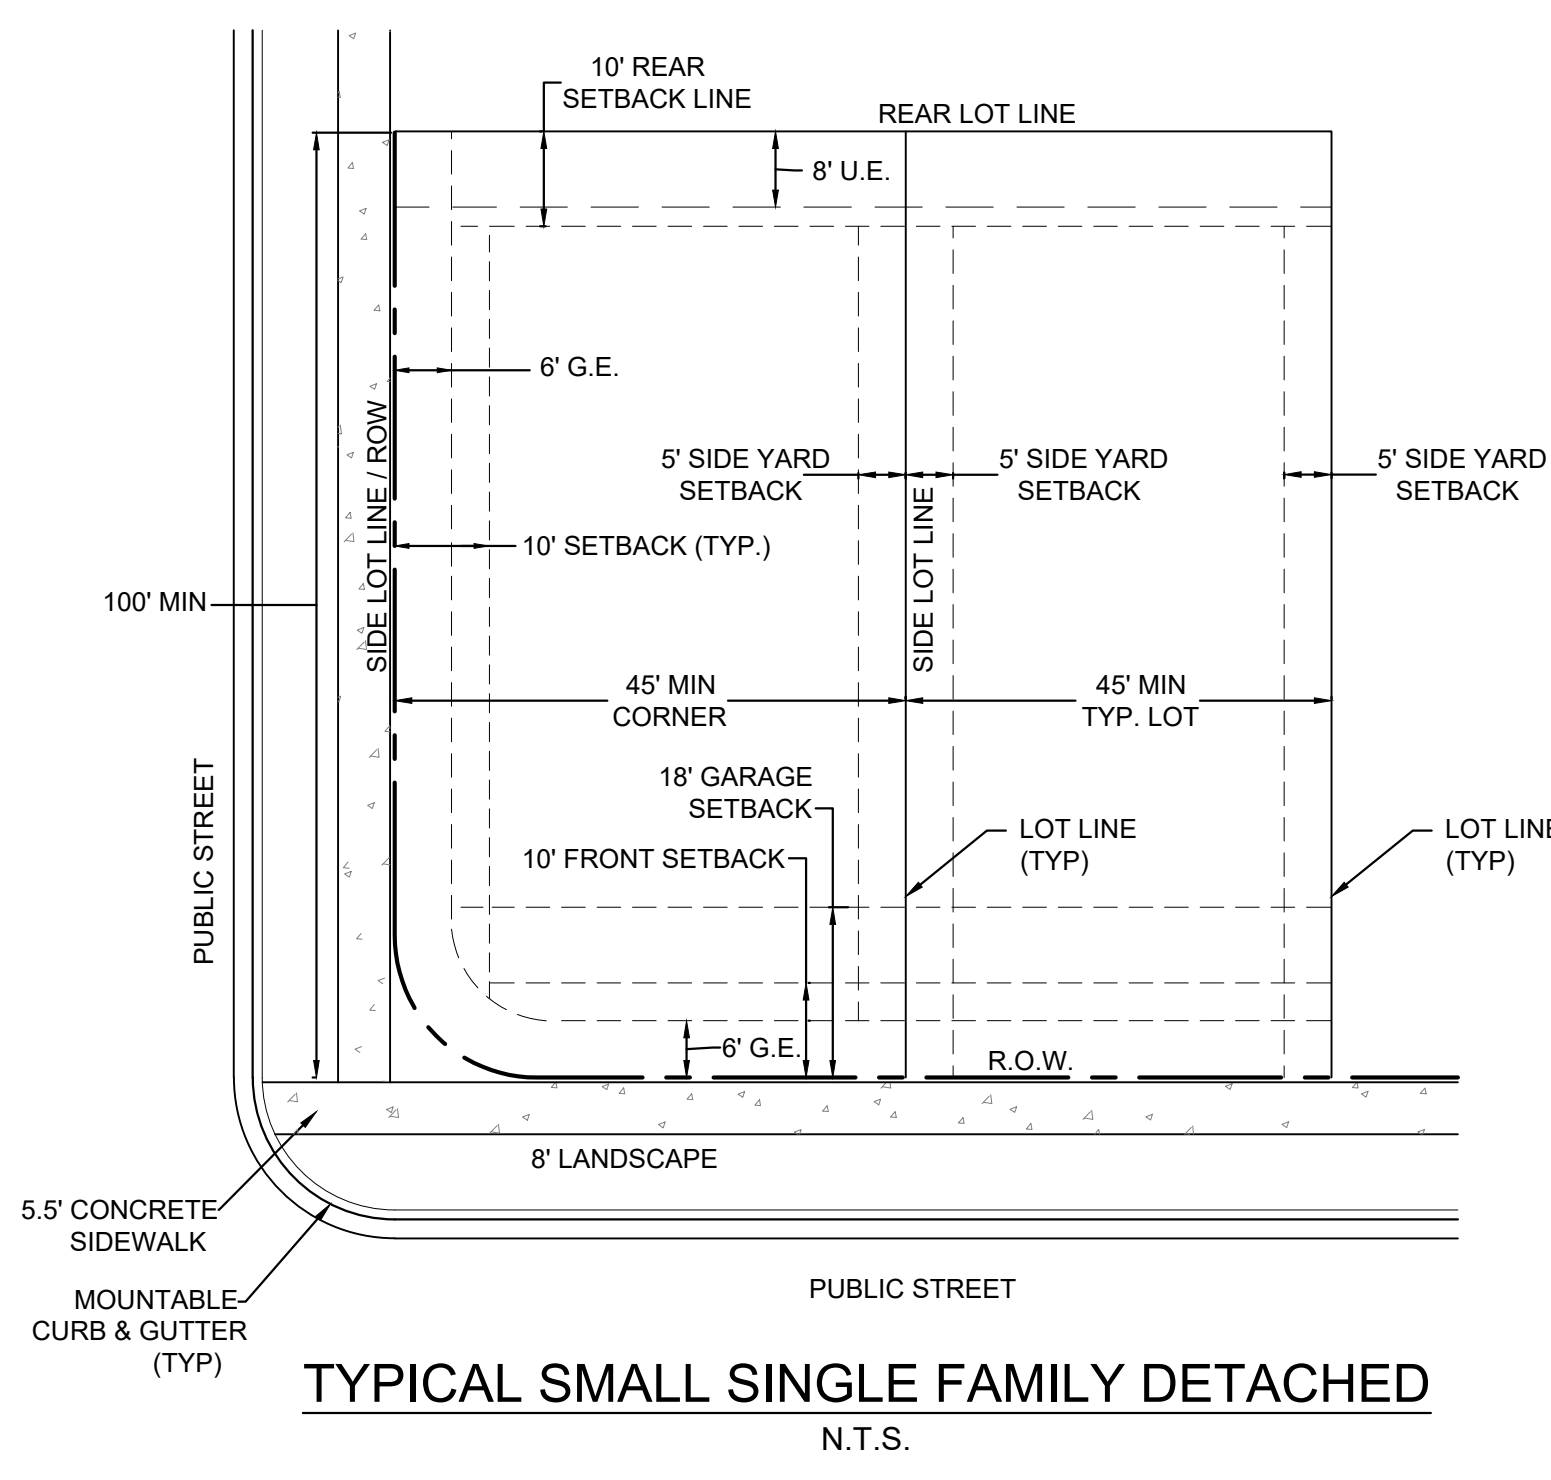 10' REAR
SETBACK LINE
REAR LOT LINE
8' U.E.
6' G.E.
SIDE LOT LINE / ROW
5' SIDE YARD
SETBACK
5' SIDE YARD
SETBACK
5' SIDE YARD
SETBACK
SIDE LOT LINE
10' SETBACK (TYP.)
100' MIN
45' MIN
CORNER
45' MIN
TYP. LOT
18' GARAGE
SETBACK
10' FRONT SETBACK
LOT LINE
(TYP)
LOT LINE
(TYP)
PUBLIC STREET
6' G.E.
R.O.W.
8' LANDSCAPE
5.5' CONCRETE
SIDEWALK
MOUNTABLE
CURB & GUTTER
(TYP)
PUBLIC STREET
TYPICAL SMALL SINGLE FAMILY DETACHED
N.T.S.